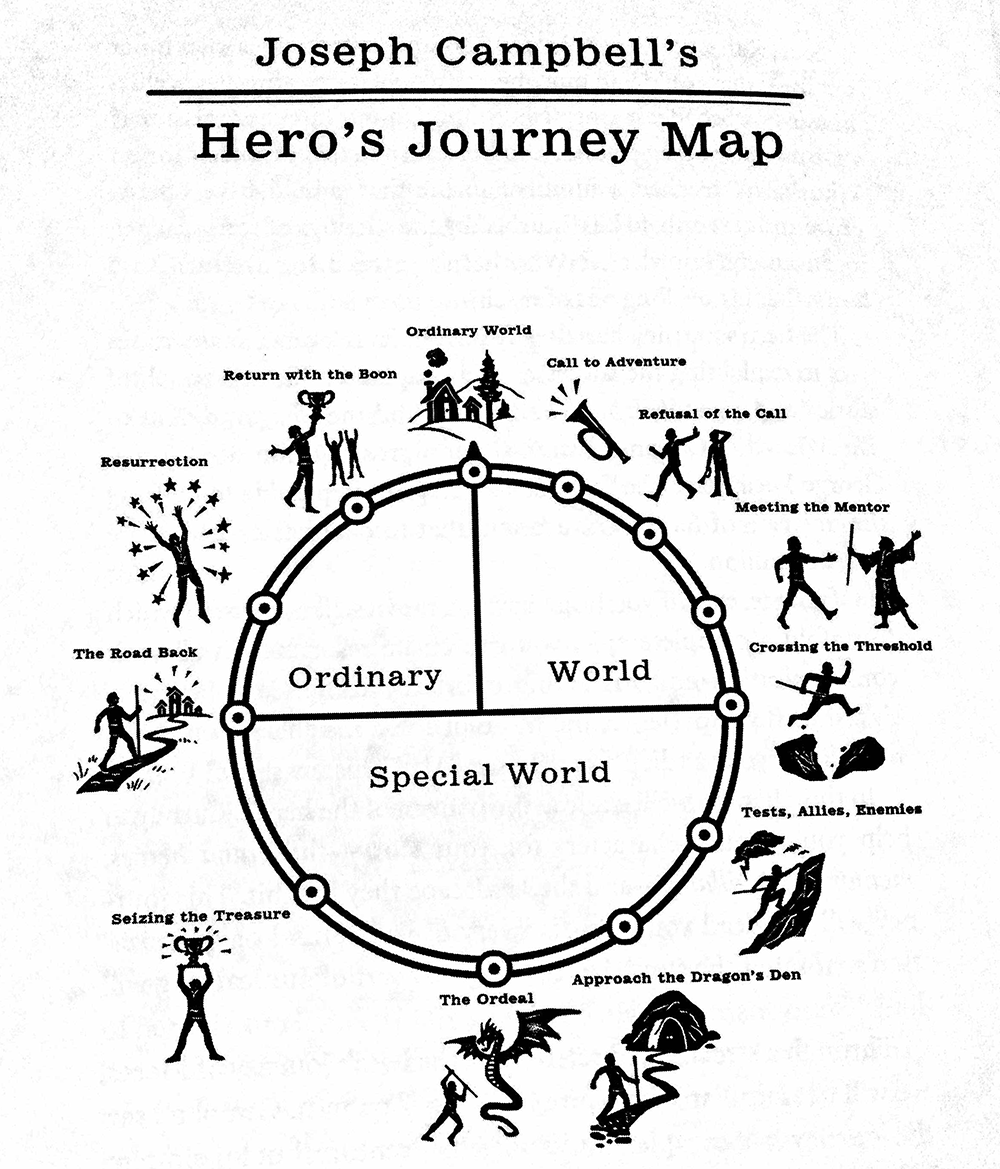 Joseph Campbell's
Hero's Journey Map
Ordinary World
Call to Adventure
Refusal of the Call
Meeting the Mentor
Crossing the Threshold
Tests, Allies, Enemies
Approach the Dragon's Den
The Ordeal
Seizing the Treasure
The Road Back
Resurrection
Return with the Boon
Ordinary World
Special World